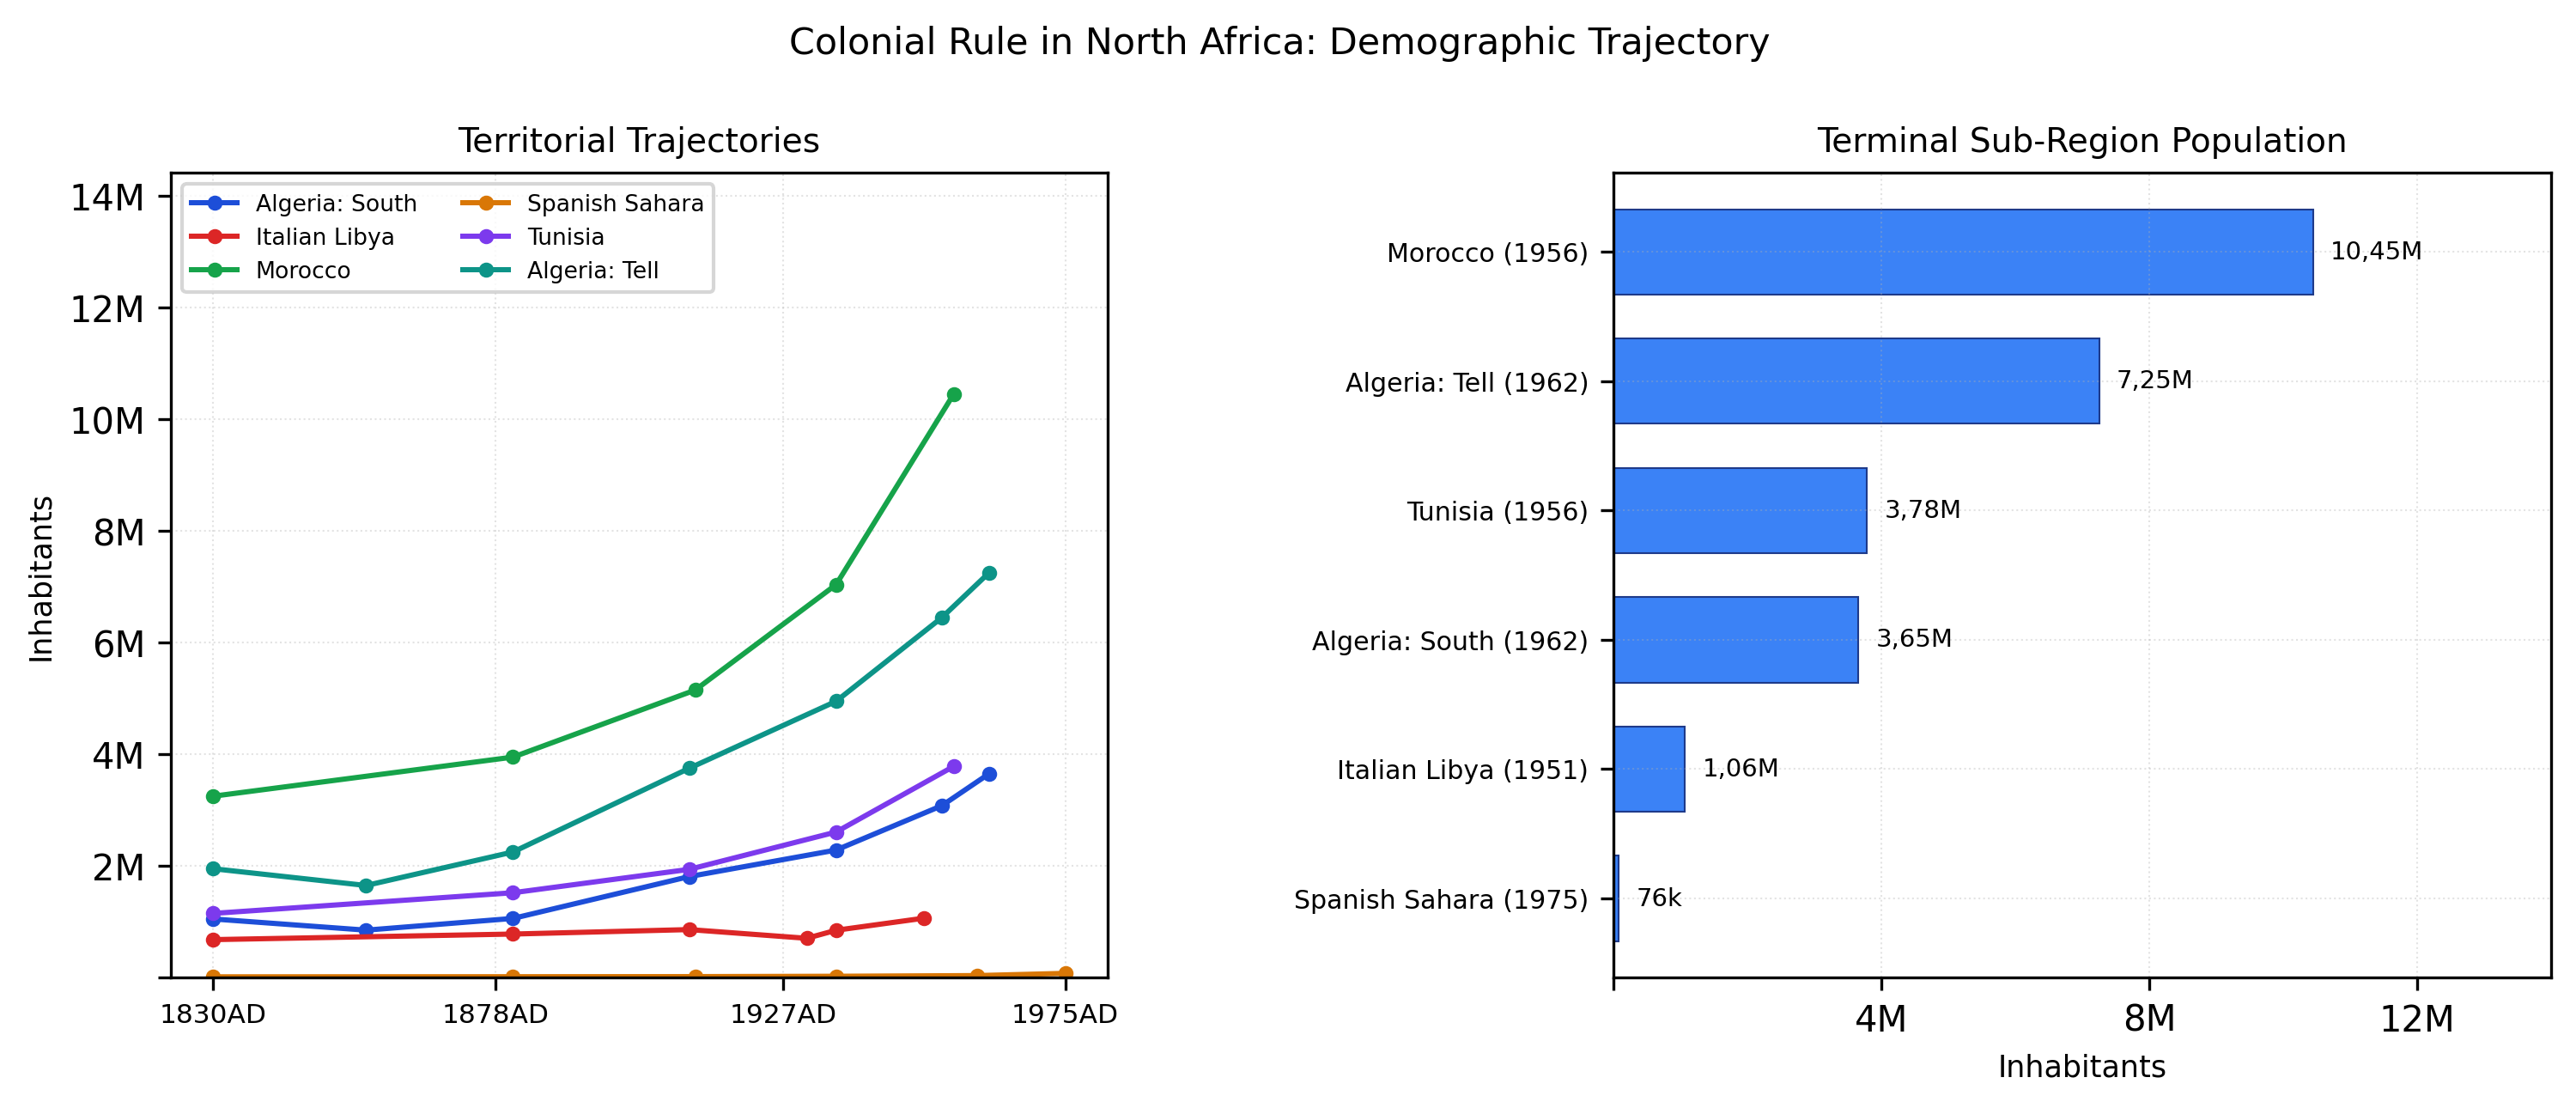 Colonial Rule in North Africa: Demographic Trajectory
Territorial Trajectories
14M
12M
10M
8M
6M
4M
2M
Inhabitants
Algeria: South
Italian Libya
Morocco
Spanish Sahara
Tunisia
Algeria: Tell
1830AD
1878AD
1927AD
1975AD
Terminal Sub-Region Population
Morocco (1956)
10,45M
Algeria: Tell (1962)
7,25M
Tunisia (1956)
3,78M
Algeria: South (1962)
3,65M
Italian Libya (1951)
1,06M
Spanish Sahara (1975)
76k
4M
8M
12M
Inhabitants